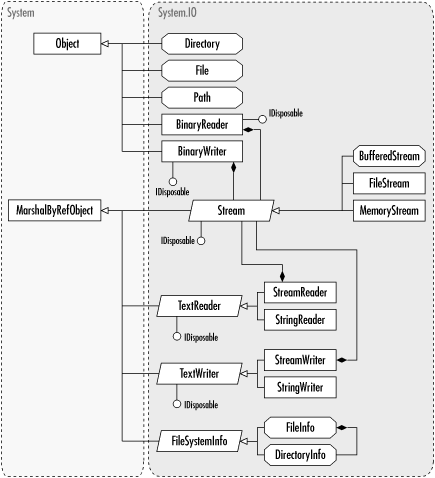 System
System.IO
Object
Directory
File
Path
BinaryReader
IDisposable
BinaryWriter
IDisposable
BufferedStream
FileStream
MarshalByRefObject
Stream
MemoryStream
IDisposable
StreamReader
TextReader
StringReader
IDisposable
StreamWriter
TextWriter
StringWriter
IDisposable
FileInfo
FileSystemInfo
DirectoryInfo